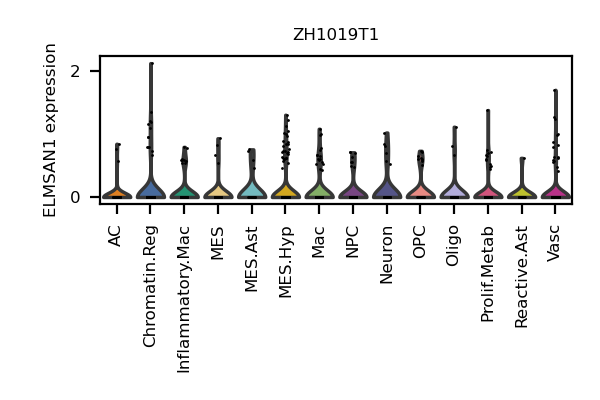 ZH1019T1
ELMSAN1 expression
2
0
AC
Chromatin.Reg
Inflammatory.Mac
MES
MES.Ast
MES.Hyp
Mac
NPC
Neuron
OPC
Oligo
Prolif.Metab
Reactive.Ast
Vasc